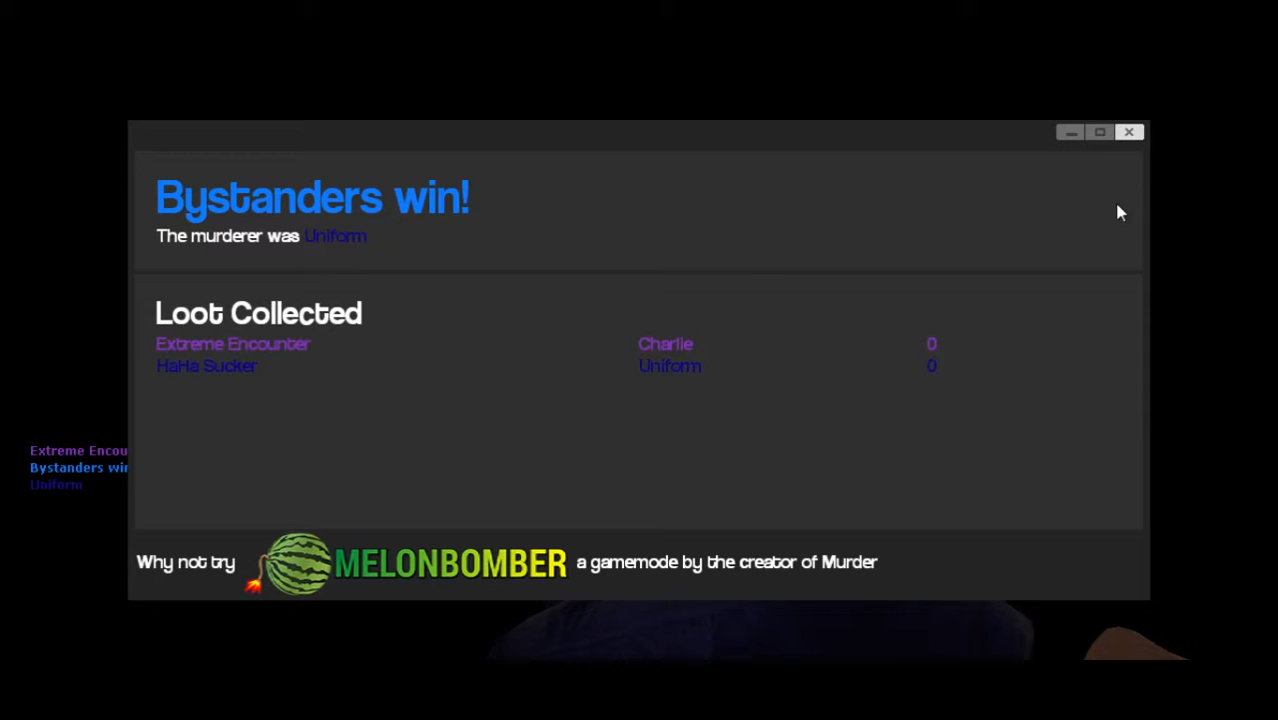 Bystanders win!
The murderer was Uniform
Loot Collected
Extreme Encounter Charlie 0
HaHa Sucker Uniform 0
Extreme Encou
Bystanders win
Uniform
Why not try MELONBOMBER a gamemode by the creator of Murder